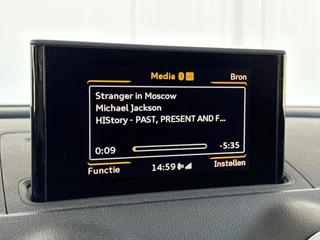 Media Bron
Stranger in Moscow
Michael Jackson
HIStory - PAST, PRESENT AND F...
0:09 -5:35
Functie 14:59 Instellen